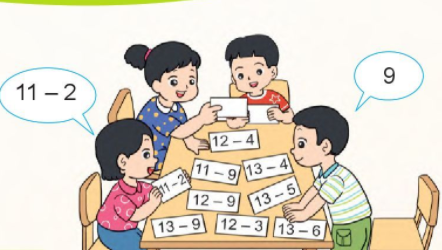 11 – 2
9
12 – 4
11 – 9
13 – 4
11 – 2
12 – 9
13 – 5
13 – 9
12 – 3
13 – 6